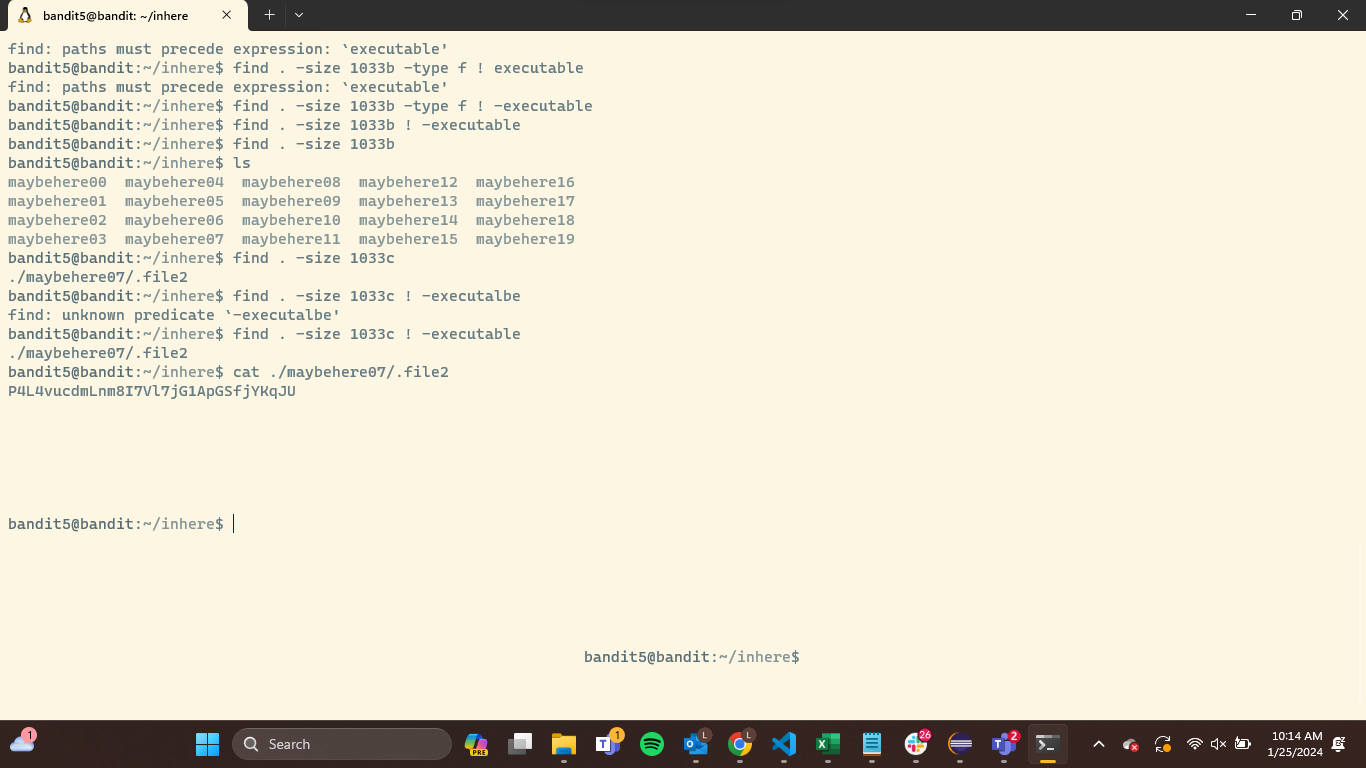 bandit5@bandit: ~/inhere
find: paths must precede expression: `executable'
bandit5@bandit:~/inhere$ find . -size 1033b -type f ! executable
find: paths must precede expression: `executable'
bandit5@bandit:~/inhere$ find . -size 1033b -type f ! -executable
bandit5@bandit:~/inhere$ find . -size 1033b ! -executable
bandit5@bandit:~/inhere$ find . -size 1033b
bandit5@bandit:~/inhere$ ls
maybehere00  maybehere04  maybehere08  maybehere12  maybehere16
maybehere01  maybehere05  maybehere09  maybehere13  maybehere17
maybehere02  maybehere06  maybehere10  maybehere14  maybehere18
maybehere03  maybehere07  maybehere11  maybehere15  maybehere19
bandit5@bandit:~/inhere$ find . -size 1033c
./maybehere07/.file2
bandit5@bandit:~/inhere$ find . -size 1033c ! -executalbe
find: unknown predicate `-executalbe'
bandit5@bandit:~/inhere$ find . -size 1033c ! -executable
./maybehere07/.file2
bandit5@bandit:~/inhere$ cat ./maybehere07/.file2
P4L4vucdmLnm8I7Vl7jG1ApGSfjYKqJU
bandit5@bandit:~/inhere$
bandit5@bandit:~/inhere$
1
Search
PRE
1
L
L
26
2
10:14 AM
1/25/2024